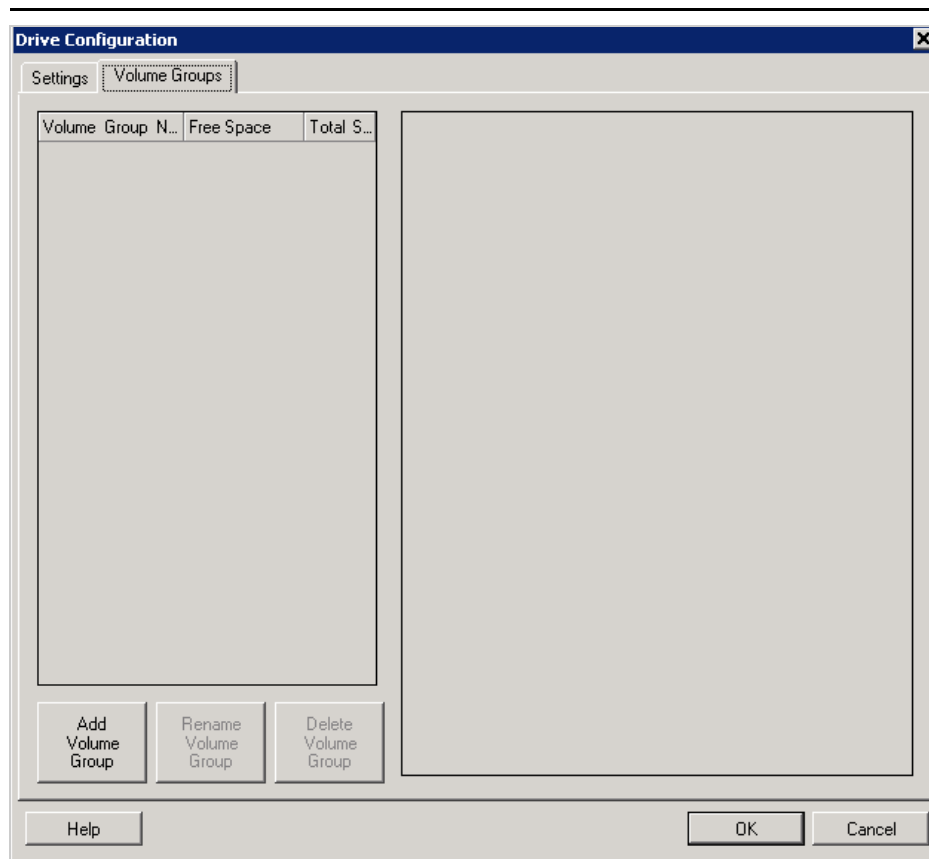 Drive Configuration
Settings
Volume Groups
Volume Group N...
Free Space
Total S...
Add
Volume
Group
Rename
Volume
Group
Delete
Volume
Group
Help
OK
Cancel